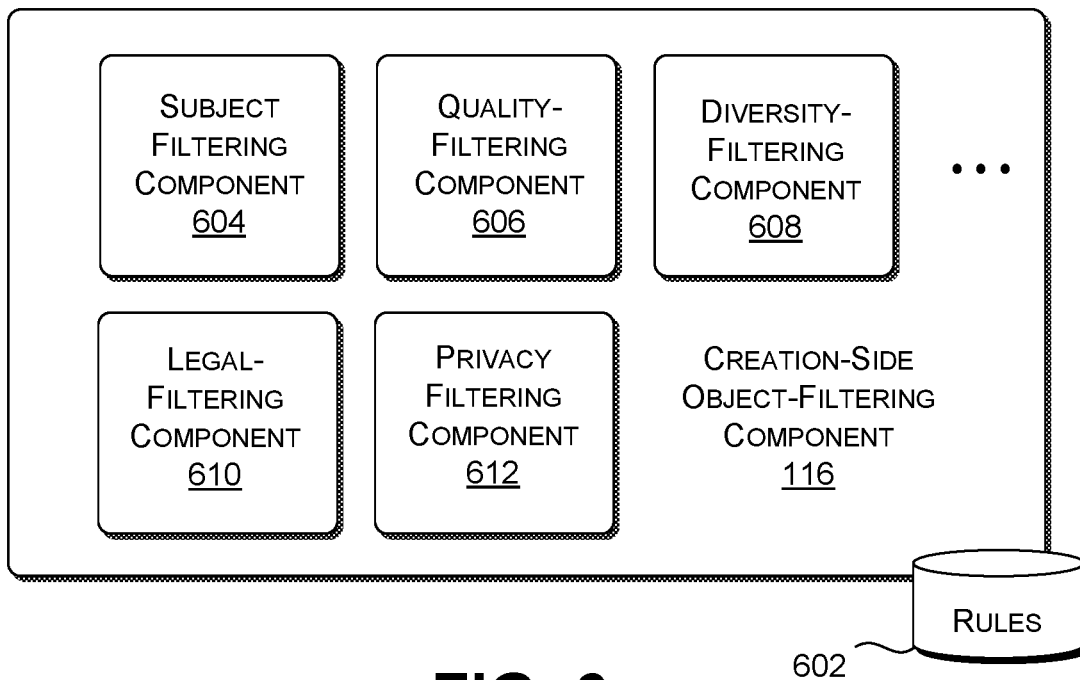 SUBJECT
FILTERING
COMPONENT
604
QUALITY-
FILTERING
COMPONENT
606
DIVERSITY-
FILTERING
COMPONENT
608
...
LEGAL-
FILTERING
COMPONENT
610
PRIVACY
FILTERING
COMPONENT
612
CREATION-SIDE
OBJECT-FILTERING
COMPONENT
116
RULES
602